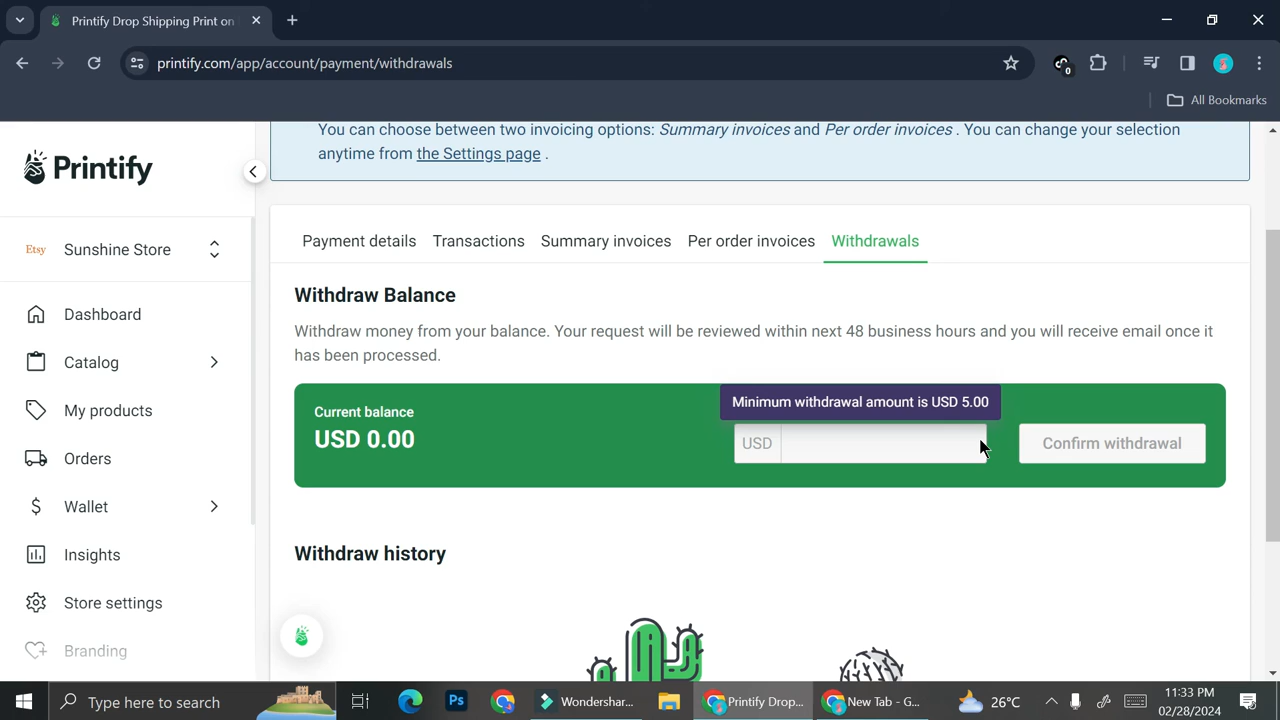 Printify Drop Shipping Print on
printify.com/app/account/payment/withdrawals
0
All Bookmarks
You can choose between two invoicing options: Summary invoices and Per order invoices . You can change your selection
anytime from the Settings page .
Printify
Etsy Sunshine Store
Dashboard
Catalog
My products
Orders
Wallet
Insights
Store settings
Branding
Payment details Transactions Summary invoices Per order invoices Withdrawals
Withdraw Balance
Withdraw money from your balance. Your request will be reviewed within next 48 business hours and you will receive email once it
has been processed.
Current balance
USD 0.00
Minimum withdrawal amount is USD 5.00
USD
Confirm withdrawal
Withdraw history
Type here to search
Ps
Wondershar...
Printify Drop...
New Tab - G...
26°C
11:33 PM
02/28/2024